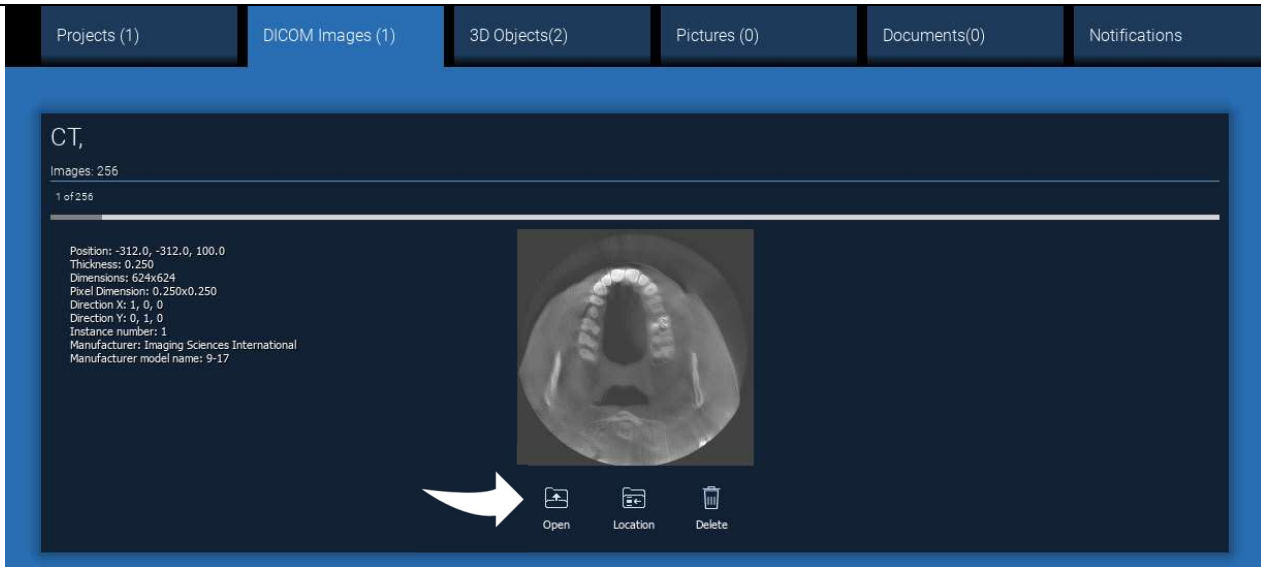 Projects (1)
DICOM Images (1)
3D Objects(2)
Pictures (0)
Documents(0)
Notifications
CT,
Images: 256
1 of 256
Position: -312.0, -312.0, 100.0
Thickness: 0.250
Dimensions: 624x624
Pixel Dimension: 0.250x0.250
Direction X: 1, 0, 0
Direction Y: 0, 1, 0
Instance number: 1
Manufacturer: Imaging Sciences International
Manufacturer model name: 9-17
Open
Location
Delete